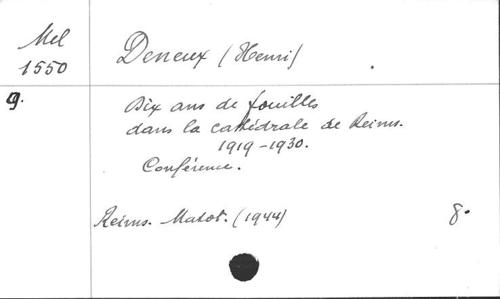 Mel
1550
9.
Deneux (Henri)
Dix ans de fouilles
dans la cathédrale de Reims.
1919-1930.
Conférence.
Reims. Matot. (1944)
8°